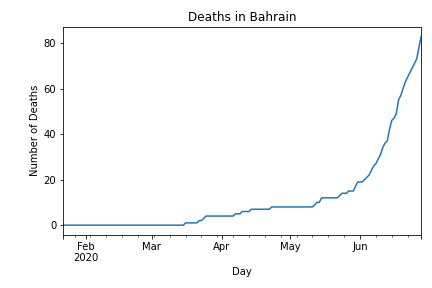 Deaths in Bahrain
Number of Deaths
80
60
40
20
0
Feb
2020
Mar
Apr
May
Jun
Day